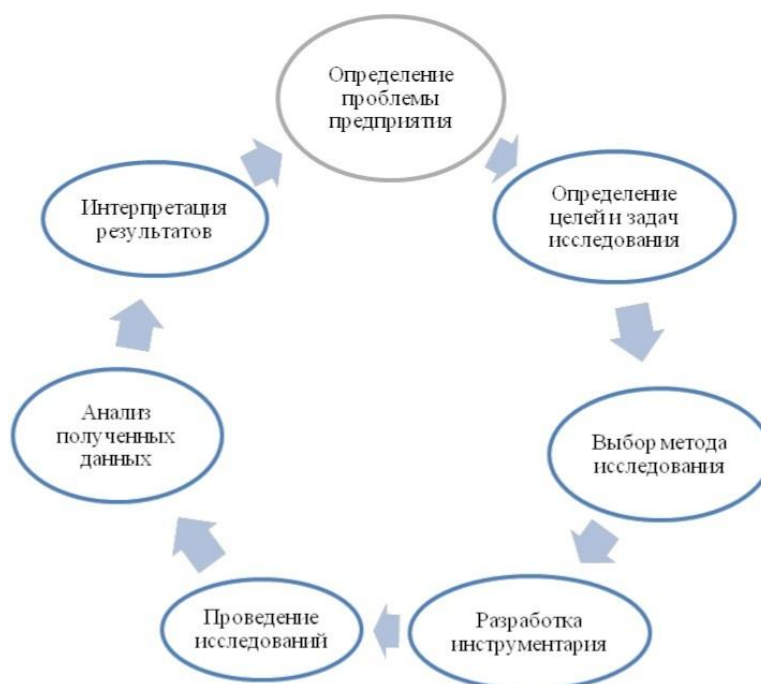 Определение
проблемы
предприятия
Определение
целей и задач
исследования
Выбор метода
исследования
Разработка
инструментария
Проведение
исследований
Анализ
полученных
данных
Интерпретация
результатов